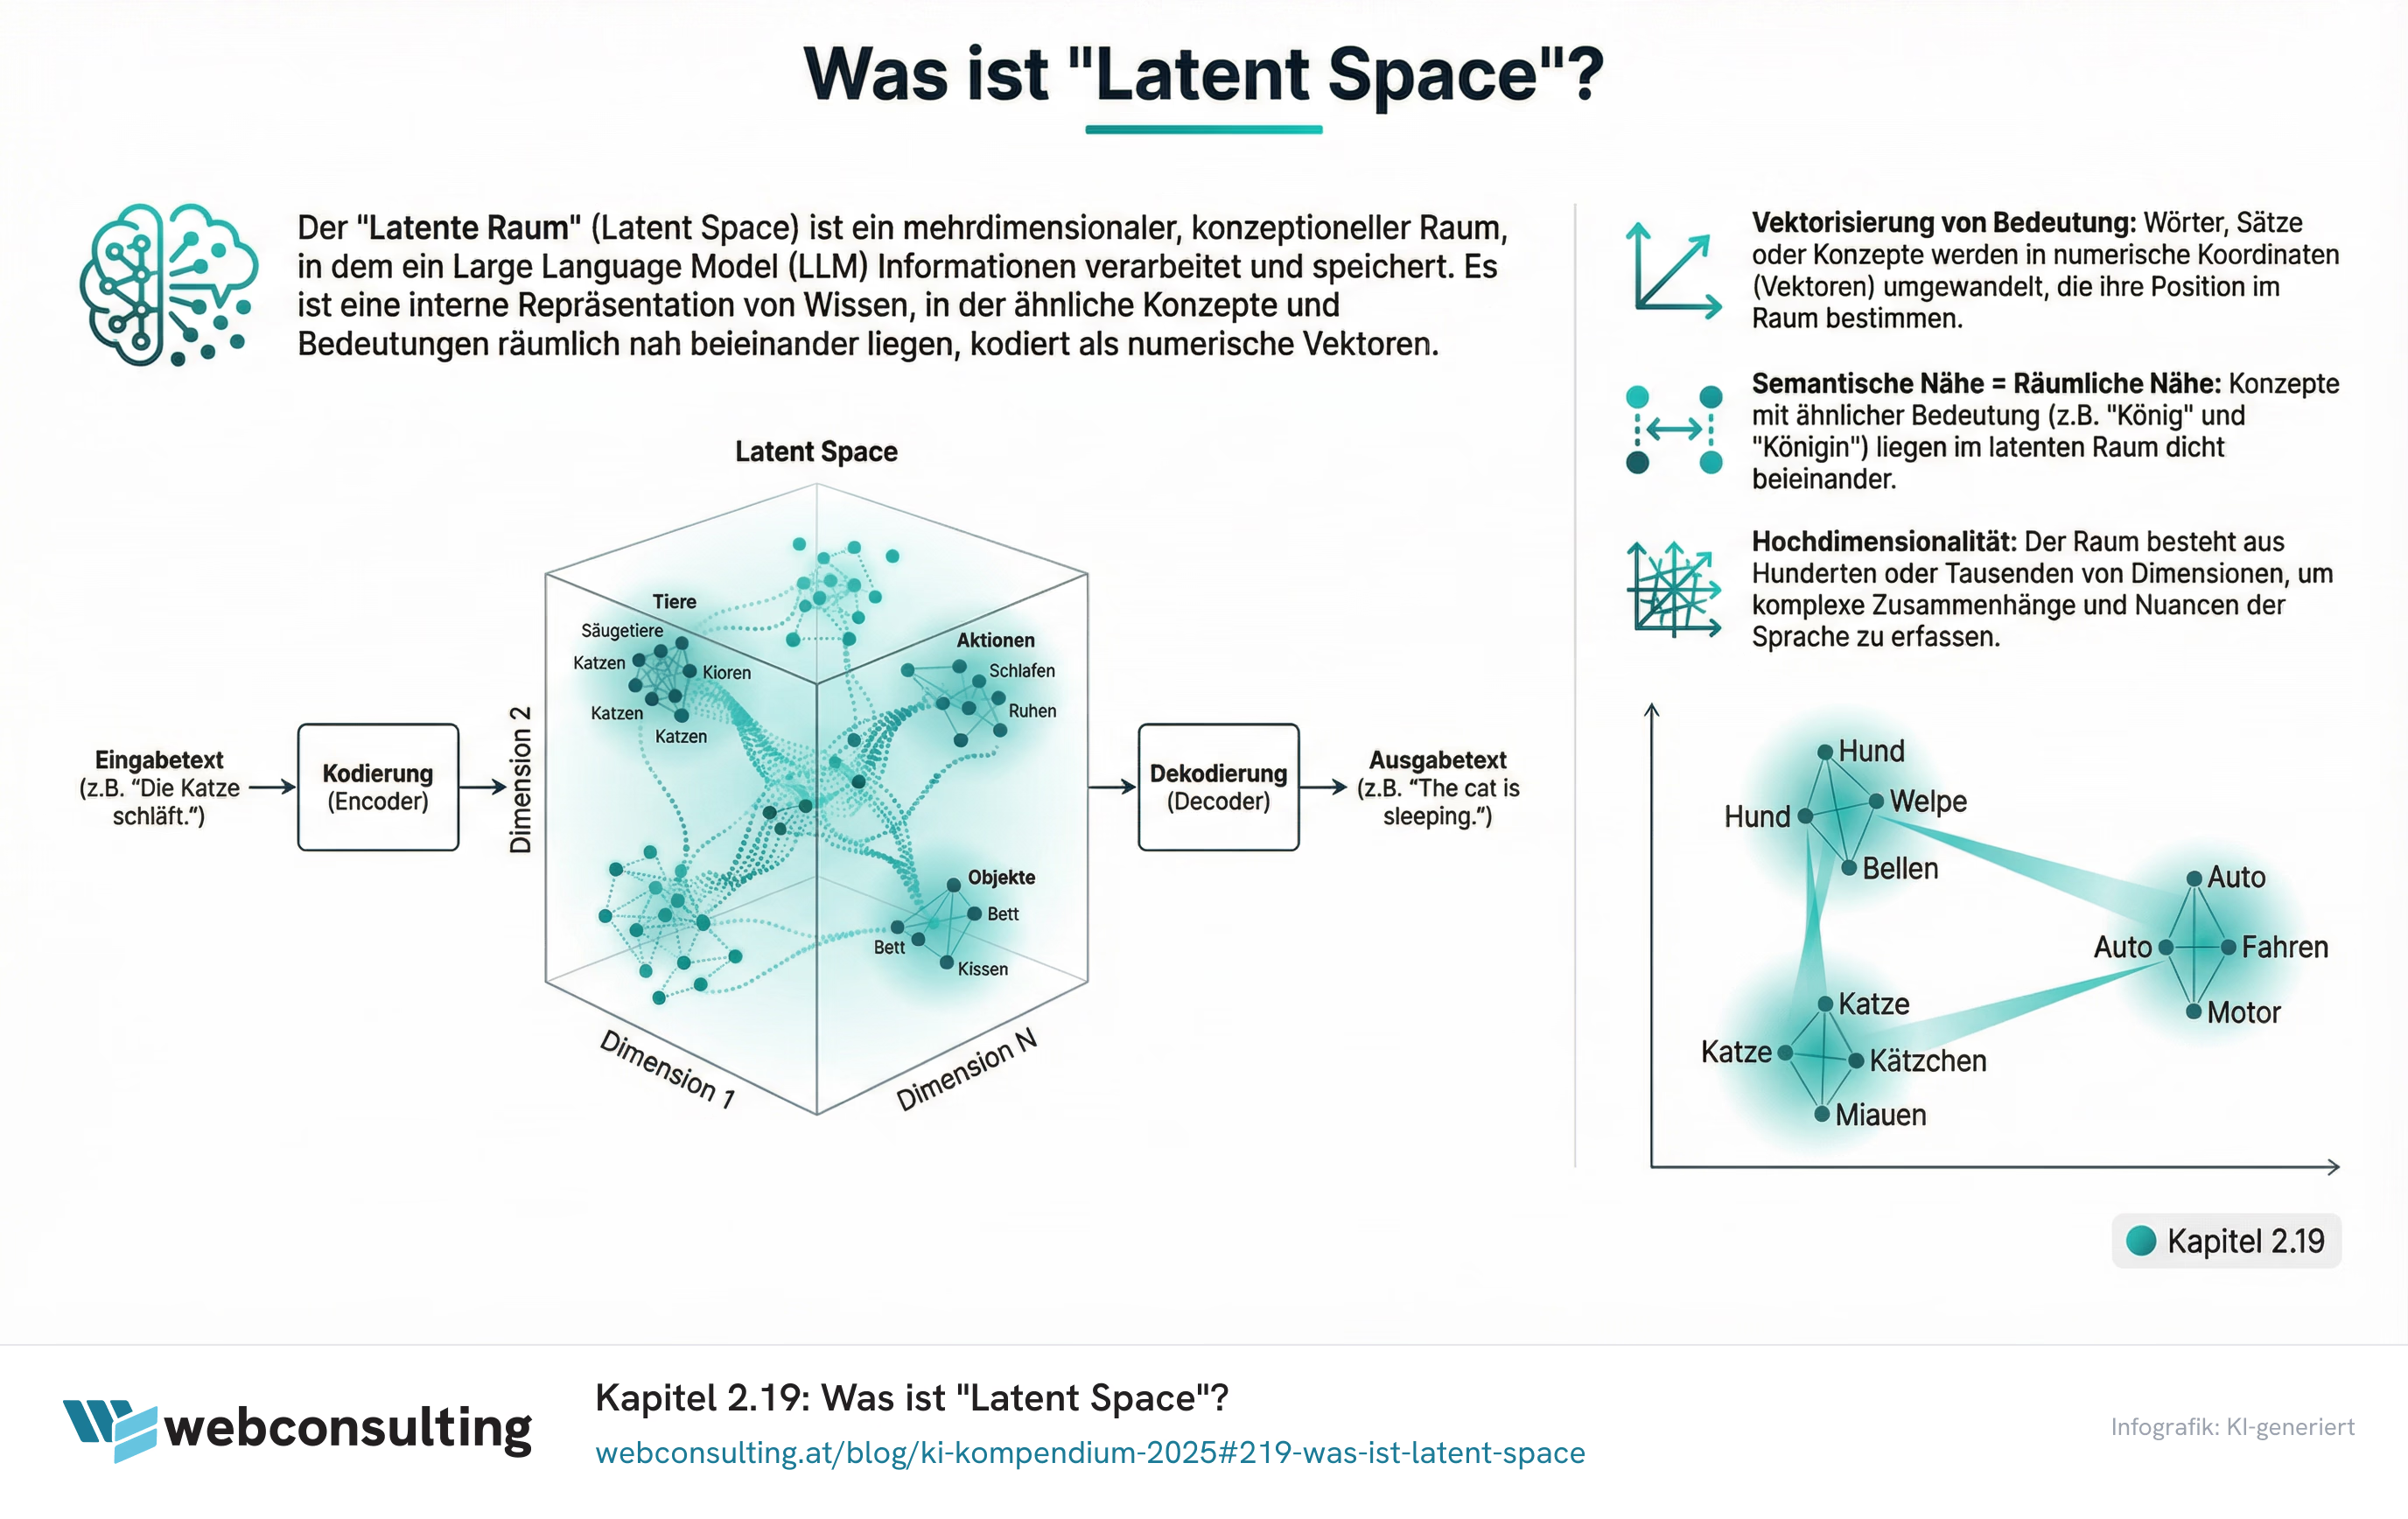 Was ist "Latent Space"?
Der "Latente Raum" (Latent Space) ist ein mehrdimensionaler, konzeptioneller Raum,
in dem ein Large Language Model (LLM) Informationen verarbeitet und speichert. Es
ist eine interne Repräsentation von Wissen, in der ähnliche Konzepte und
Bedeutungen räumlich nah beieinander liegen, kodiert als numerische Vektoren.
Latent Space
Tiere
Säugetiere
Katzen
Kioren
Katzen
Katzen
Aktionen
Schlafen
Ruhen
Objekte
Bett
Bett
Kissen
Dimension 2
Dimension 1
Dimension N
Eingabetext
(z.B. “Die Katze
schläft.“)
Kodierung
(Encoder)
Dekodierung
(Decoder)
Ausgabetext
(z.B. “The cat is
sleeping.“)
Vektorisierung von Bedeutung: Wörter, Sätze
oder Konzepte werden in numerische Koordinaten
(Vektoren) umgewandelt, die ihre Position im
Raum bestimmen.
Semantische Nähe = Räumliche Nähe: Konzepte
mit ähnlicher Bedeutung (z.B. "König" und
"Königin") liegen im latenten Raum dicht
beieinander.
Hochdimensionalität: Der Raum besteht aus
Hunderten oder Tausenden von Dimensionen, um
komplexe Zusammenhänge und Nuancen der
Sprache zu erfassen.
Hund
Welpe
Hund
Bellen
Auto
Auto
Fahren
Motor
Katze
Katze
Kätzchen
Miauen
Kapitel 2.19
webconsulting
Kapitel 2.19: Was ist "Latent Space"?
webconsulting.at/blog/ki-kompendium-2025#219-was-ist-latent-space
Infografik: KI-generiert